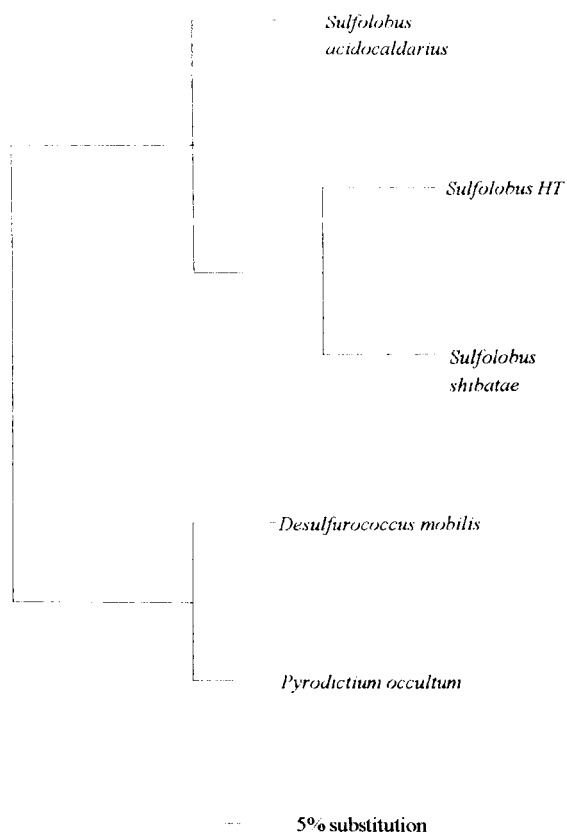 Sulfolobus
acidocaldarius
Sulfolobus HT
Sulfolobus
shibatae
Desulfurococcus mobilis
Pyrodictium occultum
5% substitution